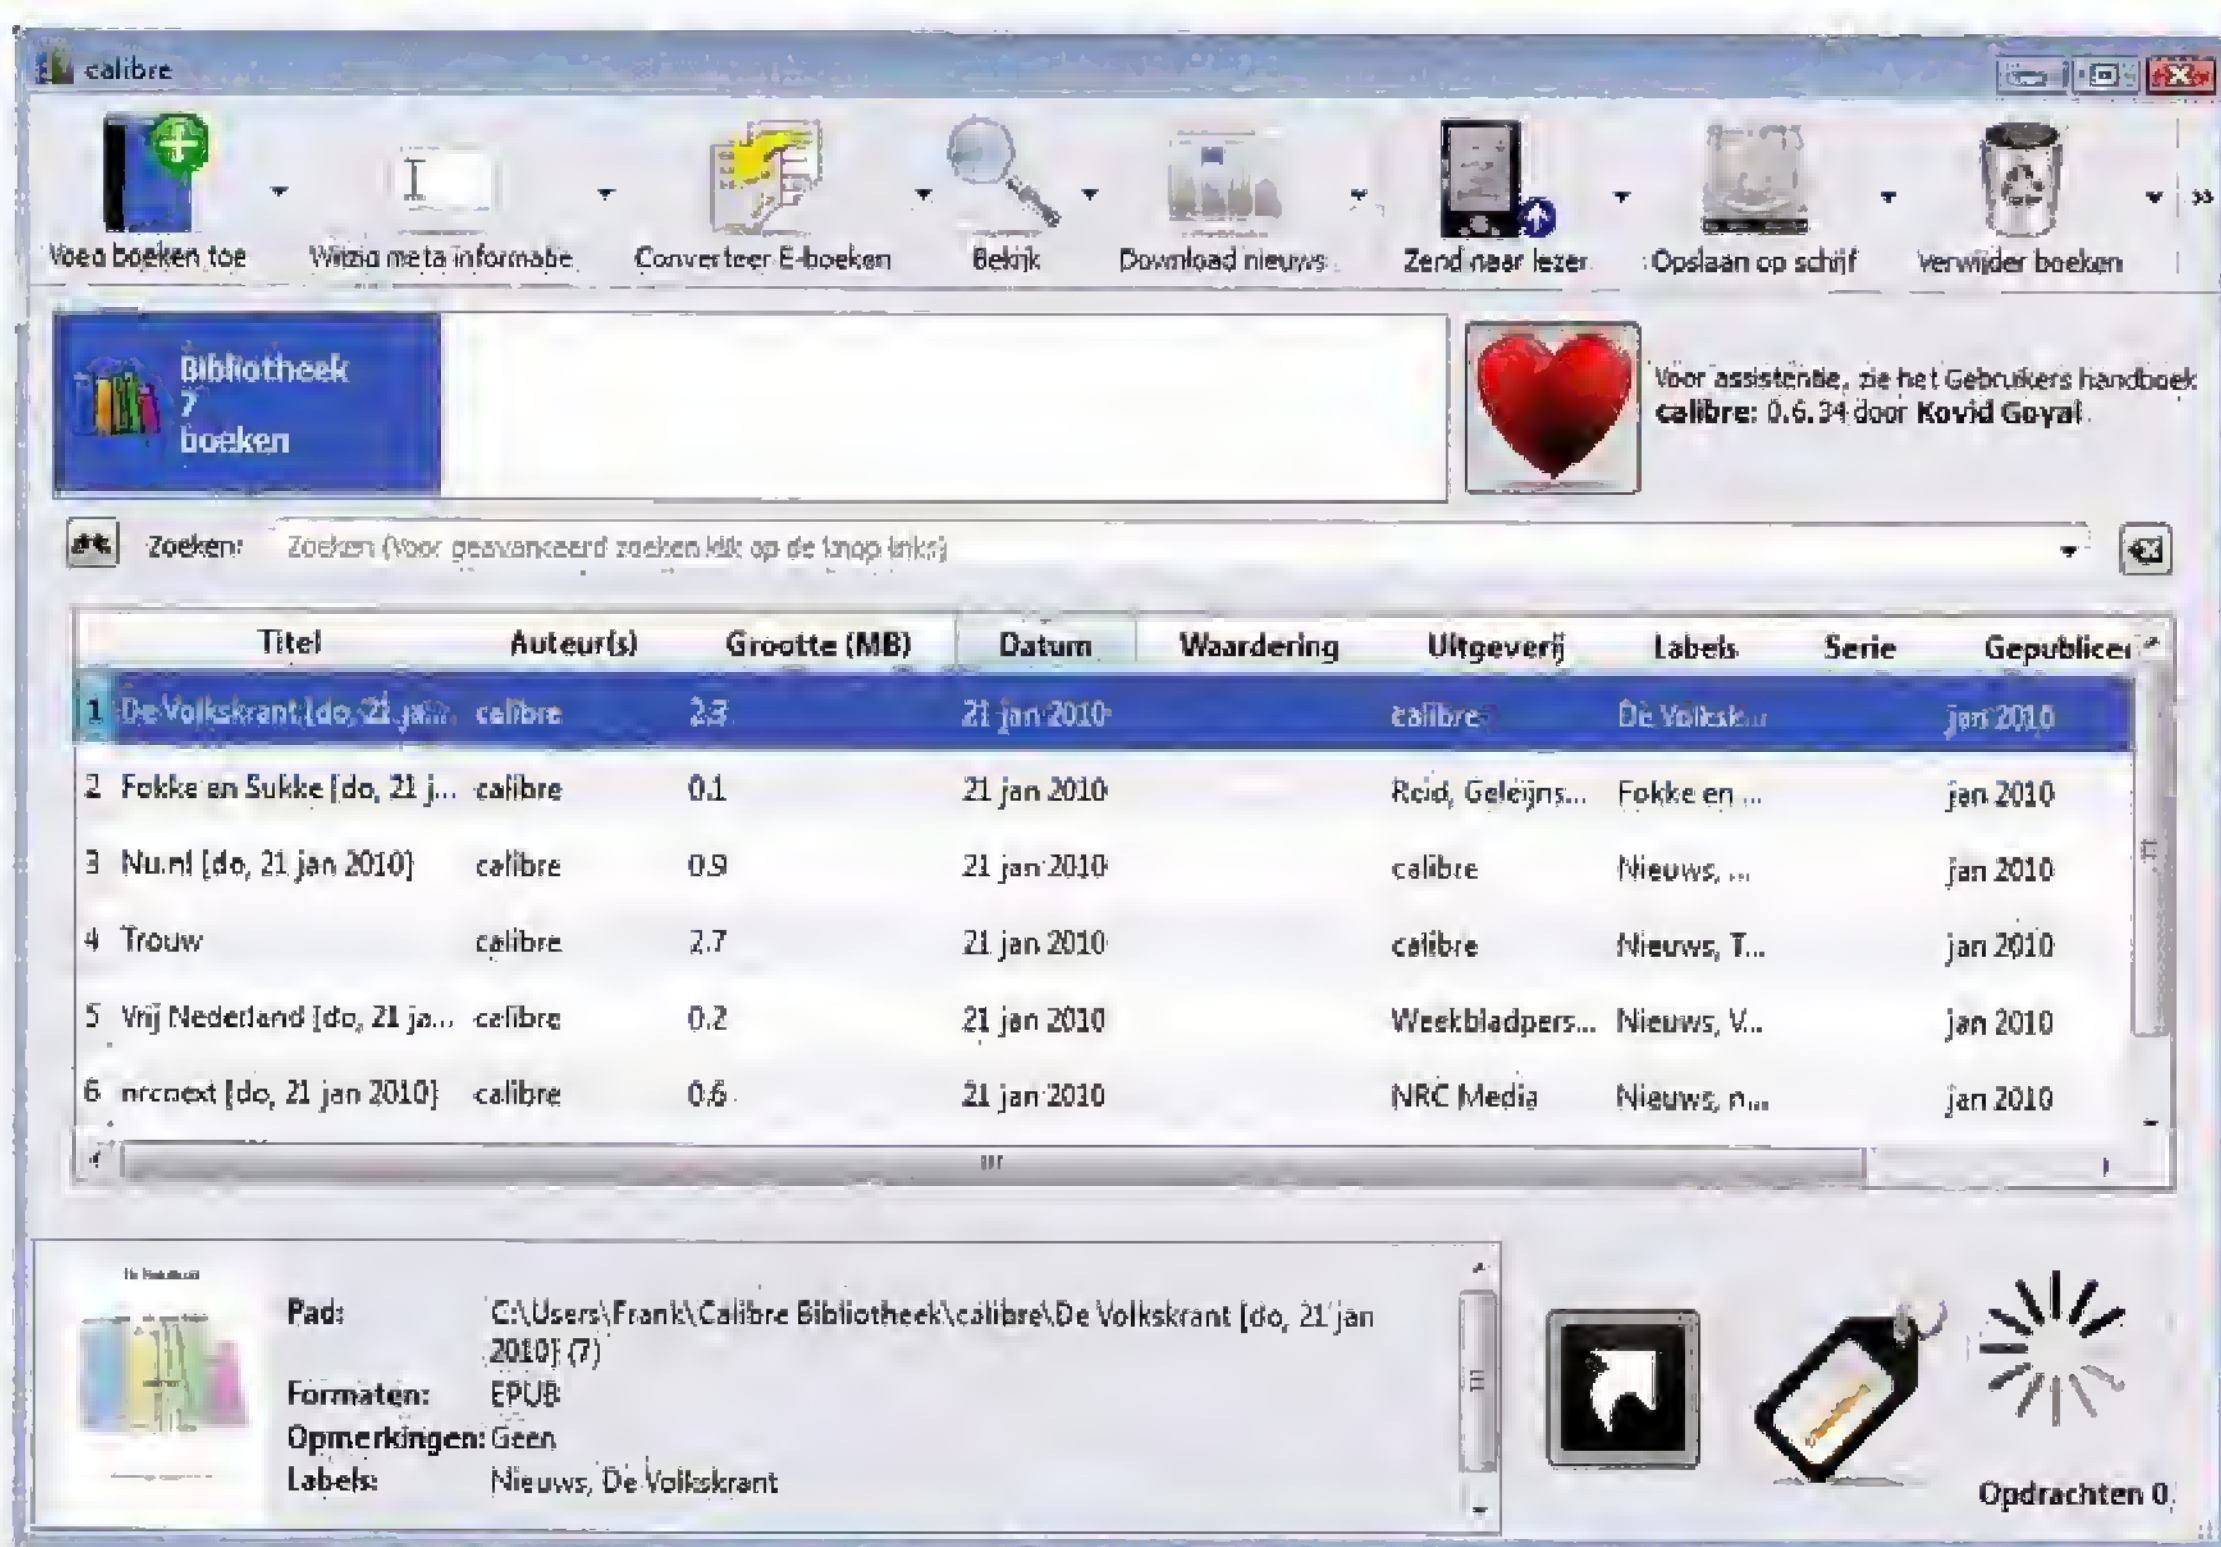 calibre
Voeg boeken toe Wijzig meta informatie Converteer E-boeken Bekijk Download nieuws Zend naar lezer Opslaan op schijf Verwijder boeken
Bibliotheek
7
boeken
Voor assistentie, zie het Gebruikers handboek
calibre: 0.6.34 door Kovid Goyal
Zoeken: Zoeken (Voor geavanceerd zoeken klik op de knop links)
Titel Auteur(s) Grootte (MB) Datum Waardering Uitgeverij Labels Serie Gepublicee
1 De Volkskrant [do, 21 ja... calibre 2.3 21 jan 2010 calibre De Volksk... jan 2010
2 Fokke en Sukke [do, 21 j... calibre 0.1 21 jan 2010 Reid, Geleijns... Fokke en ... jan 2010
3 Nu.nl [do, 21 jan 2010] calibre 0.9 21 jan 2010 calibre Nieuws, ... jan 2010
4 Trouw calibre 2.7 21 jan 2010 calibre Nieuws, T... jan 2010
5 Vrij Nederland [do, 21 ja... calibre 0.2 21 jan 2010 Weekbladpers... Nieuws, V... jan 2010
6 nrcnext [do, 21 jan 2010] calibre 0.6 21 jan 2010 NRC Media Nieuws, n... jan 2010
De Volkskrant
Pad: C:\Users\Frank\Calibre Bibliotheek\calibre\De Volkskrant [do, 21 jan
2010] (7)
Formaten: EPUB
Opmerkingen: Geen
Labels: Nieuws, De Volkskrant
Opdrachten 0